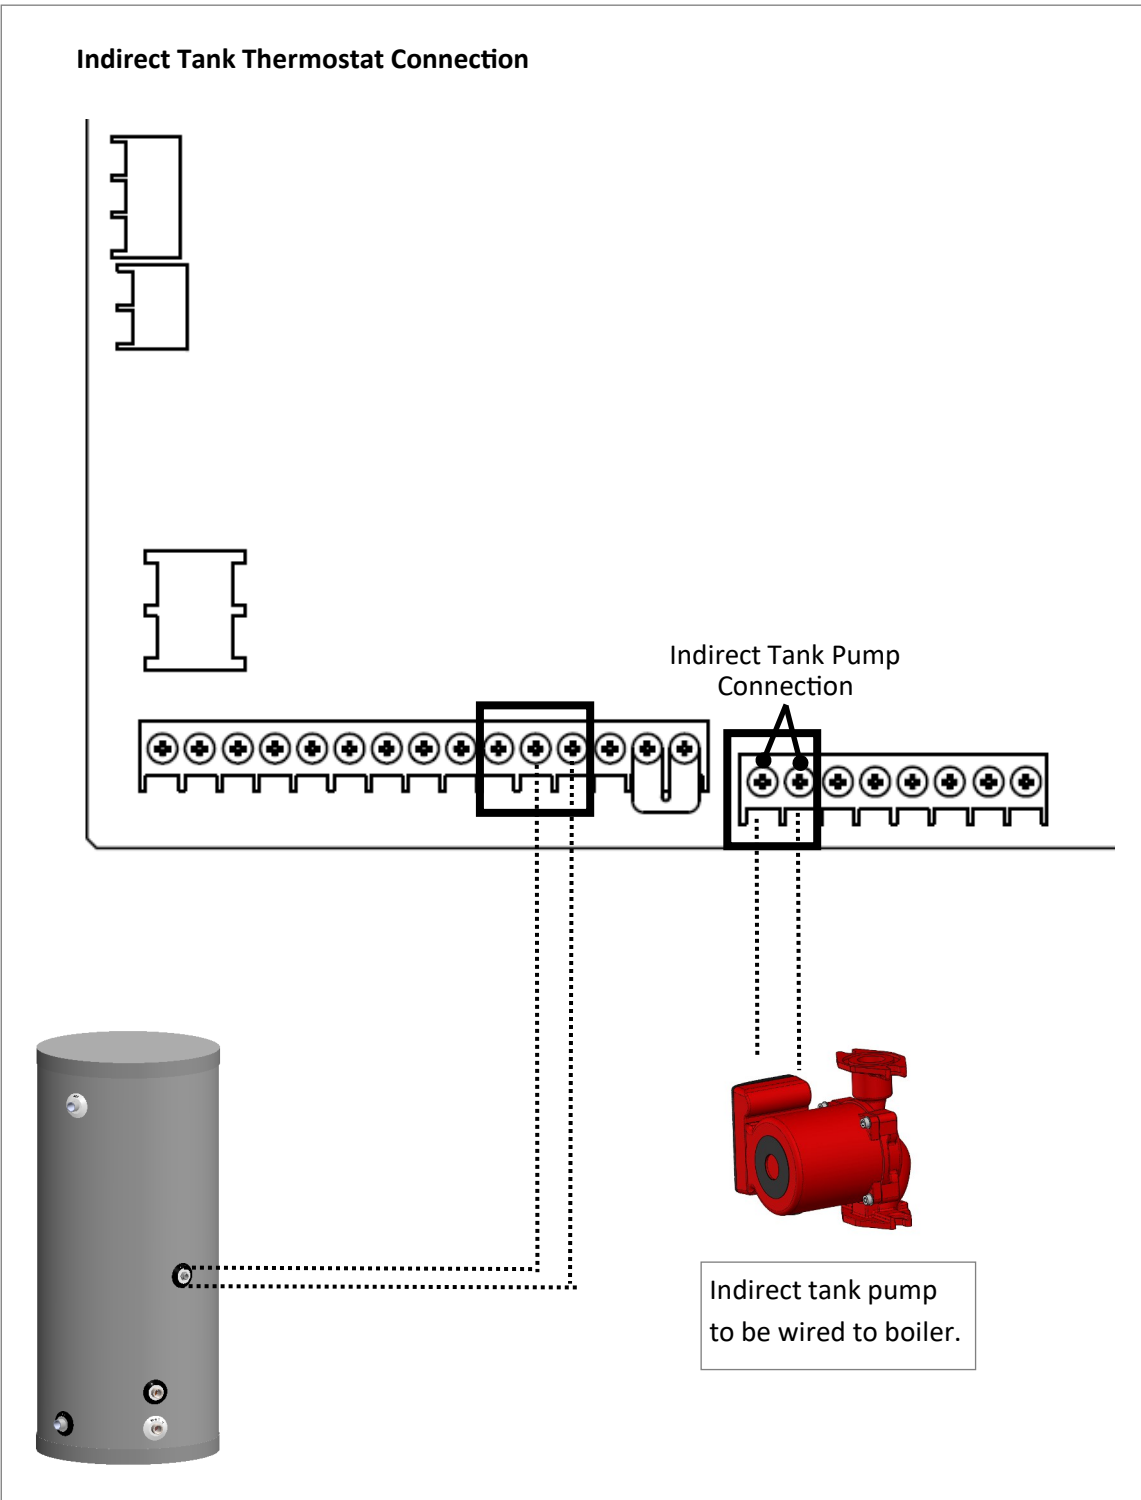 Indirect Tank Thermostat Connection
Indirect Tank Pump
Connection
Indirect tank pump
to be wired to boiler.